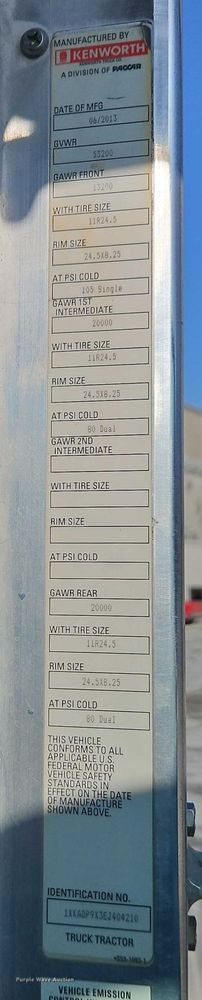 MANUFACTURED BY
KENWORTH
KENWORTH TRUCK CO.
A DIVISION OF PACCAR
DATE OF MFG
06/2013
GVWR
53200
GAWR FRONT
13200
WITH TIRE SIZE
11R24.5
RIM SIZE
24.5X8.25
AT PSI COLD
105 Single
GAWR 1ST
INTERMEDIATE
20000
WITH TIRE SIZE
11R24.5
RIM SIZE
24.5X8.25
AT PSI COLD
80 Dual
GAWR 2ND
INTERMEDIATE
WITH TIRE SIZE
RIM SIZE
AT PSI COLD
GAWR REAR
20000
WITH TIRE SIZE
11R24.5
RIM SIZE
24.5X8.25
AT PSI COLD
80 Dual
THIS VEHICLE
CONFORMS TO ALL
APPLICABLE U.S.
FEDERAL MOTOR
VEHICLE SAFETY
STANDARDS IN
EFFECT ON THE DATE
OF MANUFACTURE
SHOWN ABOVE.
IDENTIFICATION NO.
1XKADP9X3EJ404210
TRUCK TRACTOR
Purple Wave Auction
VEHICLE EMISSION